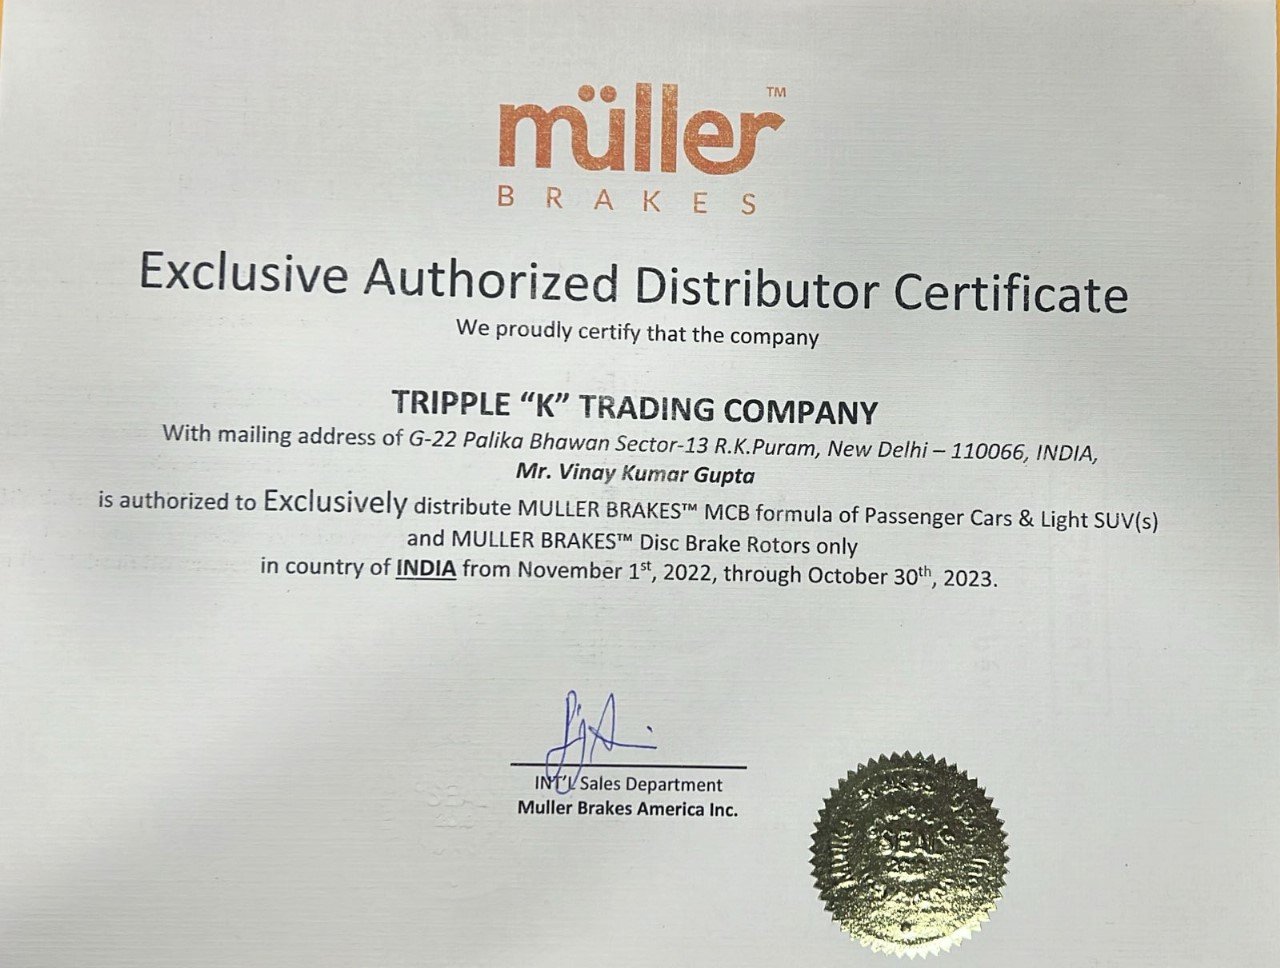 müller™
BRAKES
Exclusive Authorized Distributor Certificate
We proudly certify that the company
TRIPPLE “K” TRADING COMPANY
With mailing address of G-22 Palika Bhawan Sector-13 R.K.Puram, New Delhi – 110066, INDIA,
Mr. Vinay Kumar Gupta
is authorized to Exclusively distribute MULLER BRAKES™ MCB formula of Passenger Cars & Light SUV(s)
and MULLER BRAKES™ Disc Brake Rotors only
in country of INDIA from November 1st, 2022, through October 30th, 2023.
INT'L Sales Department
Muller Brakes America Inc.
SEAL